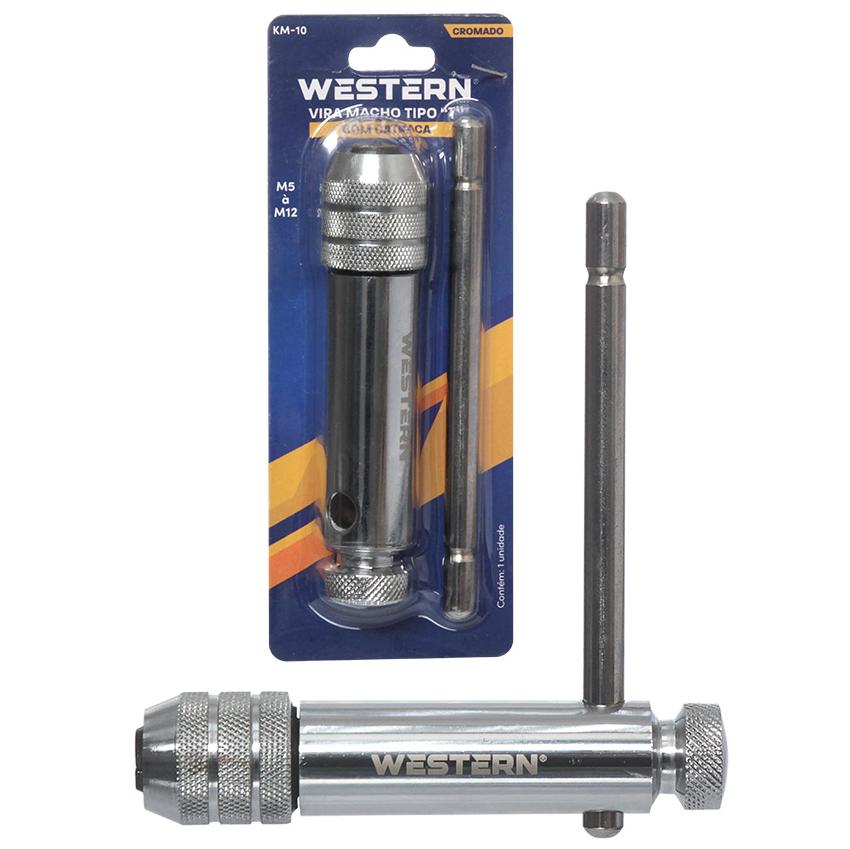 KM-10
CROMADO
WESTERN®
VIRA MACHO TIPO "T"
COM CATRACA
M5
à
M12
WESTERN
Contém: 1 unidade
WESTERN®